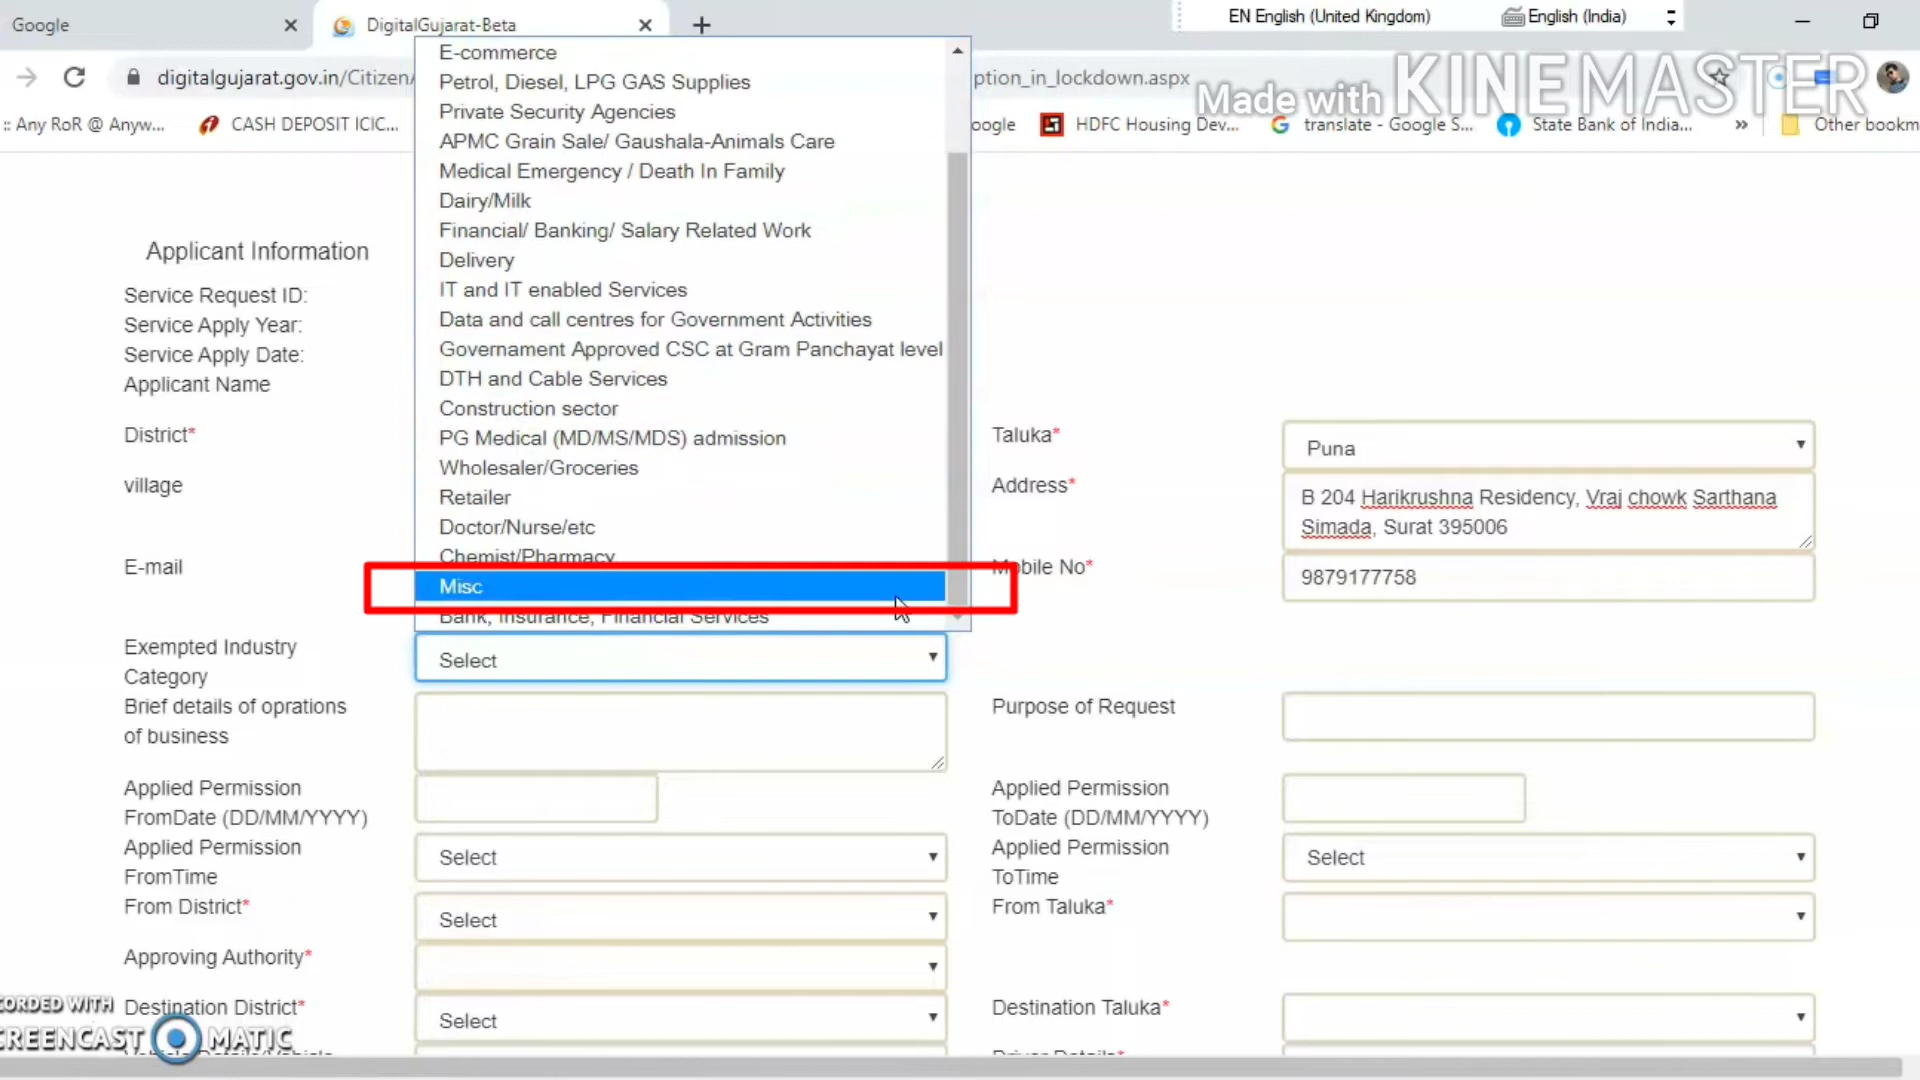 Google
DigitalGujarat-Beta
EN English (United Kingdom)
English (India)
digitalgujarat.gov.in/Citizen
ption_in_lockdown.aspx
Made with KINEMASTER
:: Any RoR @ Anyw...
CASH DEPOSIT ICIC...
oogle
HDFC Housing Dev...
translate - Google S...
State Bank of India...
»
Other bookm
E-commerce
Petrol, Diesel, LPG GAS Supplies
Private Security Agencies
APMC Grain Sale/ Gaushala-Animals Care
Medical Emergency / Death In Family
Dairy/Milk
Financial/ Banking/ Salary Related Work
Delivery
IT and IT enabled Services
Data and call centres for Government Activities
Governament Approved CSC at Gram Panchayat level
DTH and Cable Services
Construction sector
PG Medical (MD/MS/MDS) admission
Wholesaler/Groceries
Retailer
Doctor/Nurse/etc
Chemist/Pharmacy
Misc
Bank, Insurance, Financial Services
Applicant Information
Service Request ID:
Service Apply Year:
Service Apply Date:
Applicant Name
District*
Taluka*
Puna
village
Address*
B 204 Harikrushna Residency, Vraj chowk Sarthana
Simada, Surat 395006
E-mail
Mobile No*
9879177758
Exempted Industry
Category
Select
Brief details of oprations
of business
Purpose of Request
Applied Permission
FromDate (DD/MM/YYYY)
Applied Permission
ToDate (DD/MM/YYYY)
Applied Permission
FromTime
Select
Applied Permission
ToTime
Select
From District*
Select
From Taluka*
Approving Authority*
Destination District*
Select
Destination Taluka*
CORDED WITH
CREENCAST MATIC